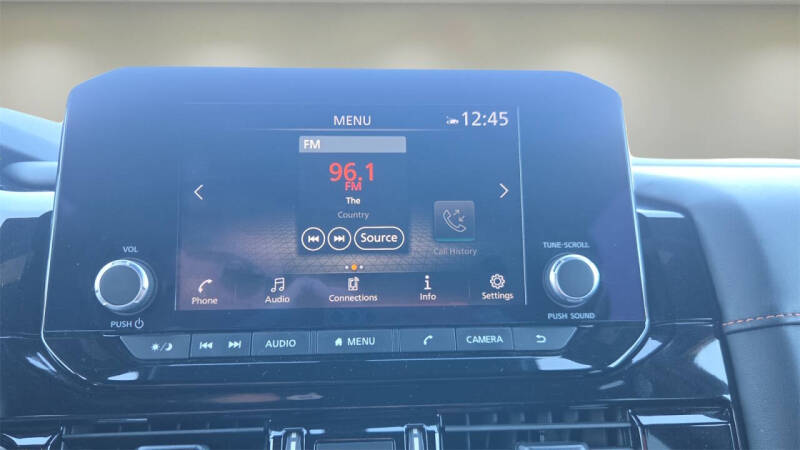 MENU
12:45
FM
96.1
FM
The
Country
Source
Call History
Phone
Audio
Connections
Info
Settings
VOL
PUSH
TUNE·SCROLL
PUSH SOUND
AUDIO
MENU
CAMERA